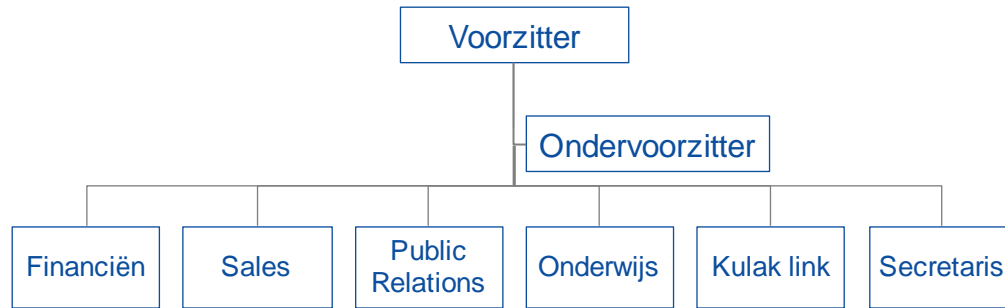 Voorzitter
Ondervoorzitter
Financiën
Sales
Public
Relations
Onderwijs
Kulak link
Secretaris